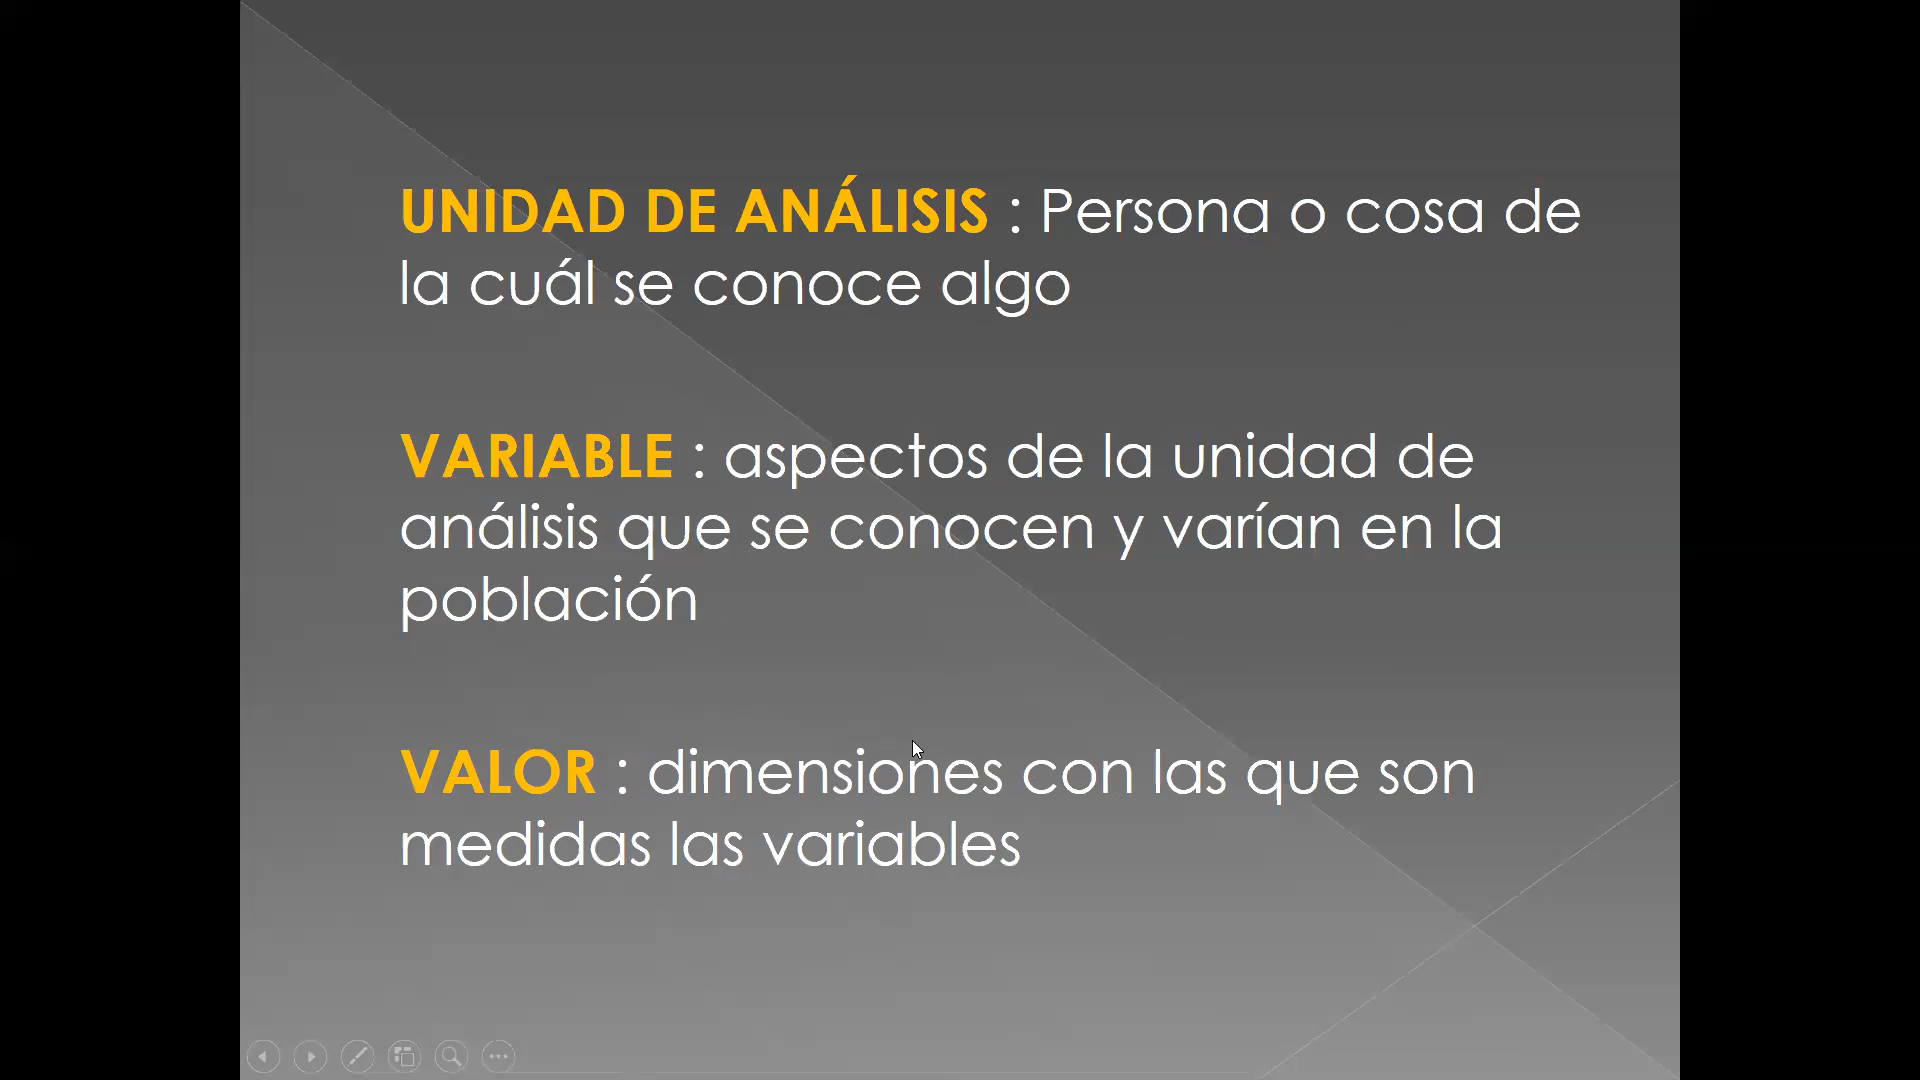 UNIDAD DE ANÁLISIS : Persona o cosa de
la cuál se conoce algo
VARIABLE : aspectos de la unidad de
análisis que se conocen y varían en la
población
VALOR : dimensiones con las que son
medidas las variables